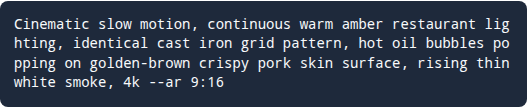 Cinematic slow motion, continuous warm amber restaurant lig
hting, identical cast iron grid pattern, hot oil bubbles po
pping on golden-brown crispy pork skin surface, rising thin
white smoke, 4k --ar 9:16